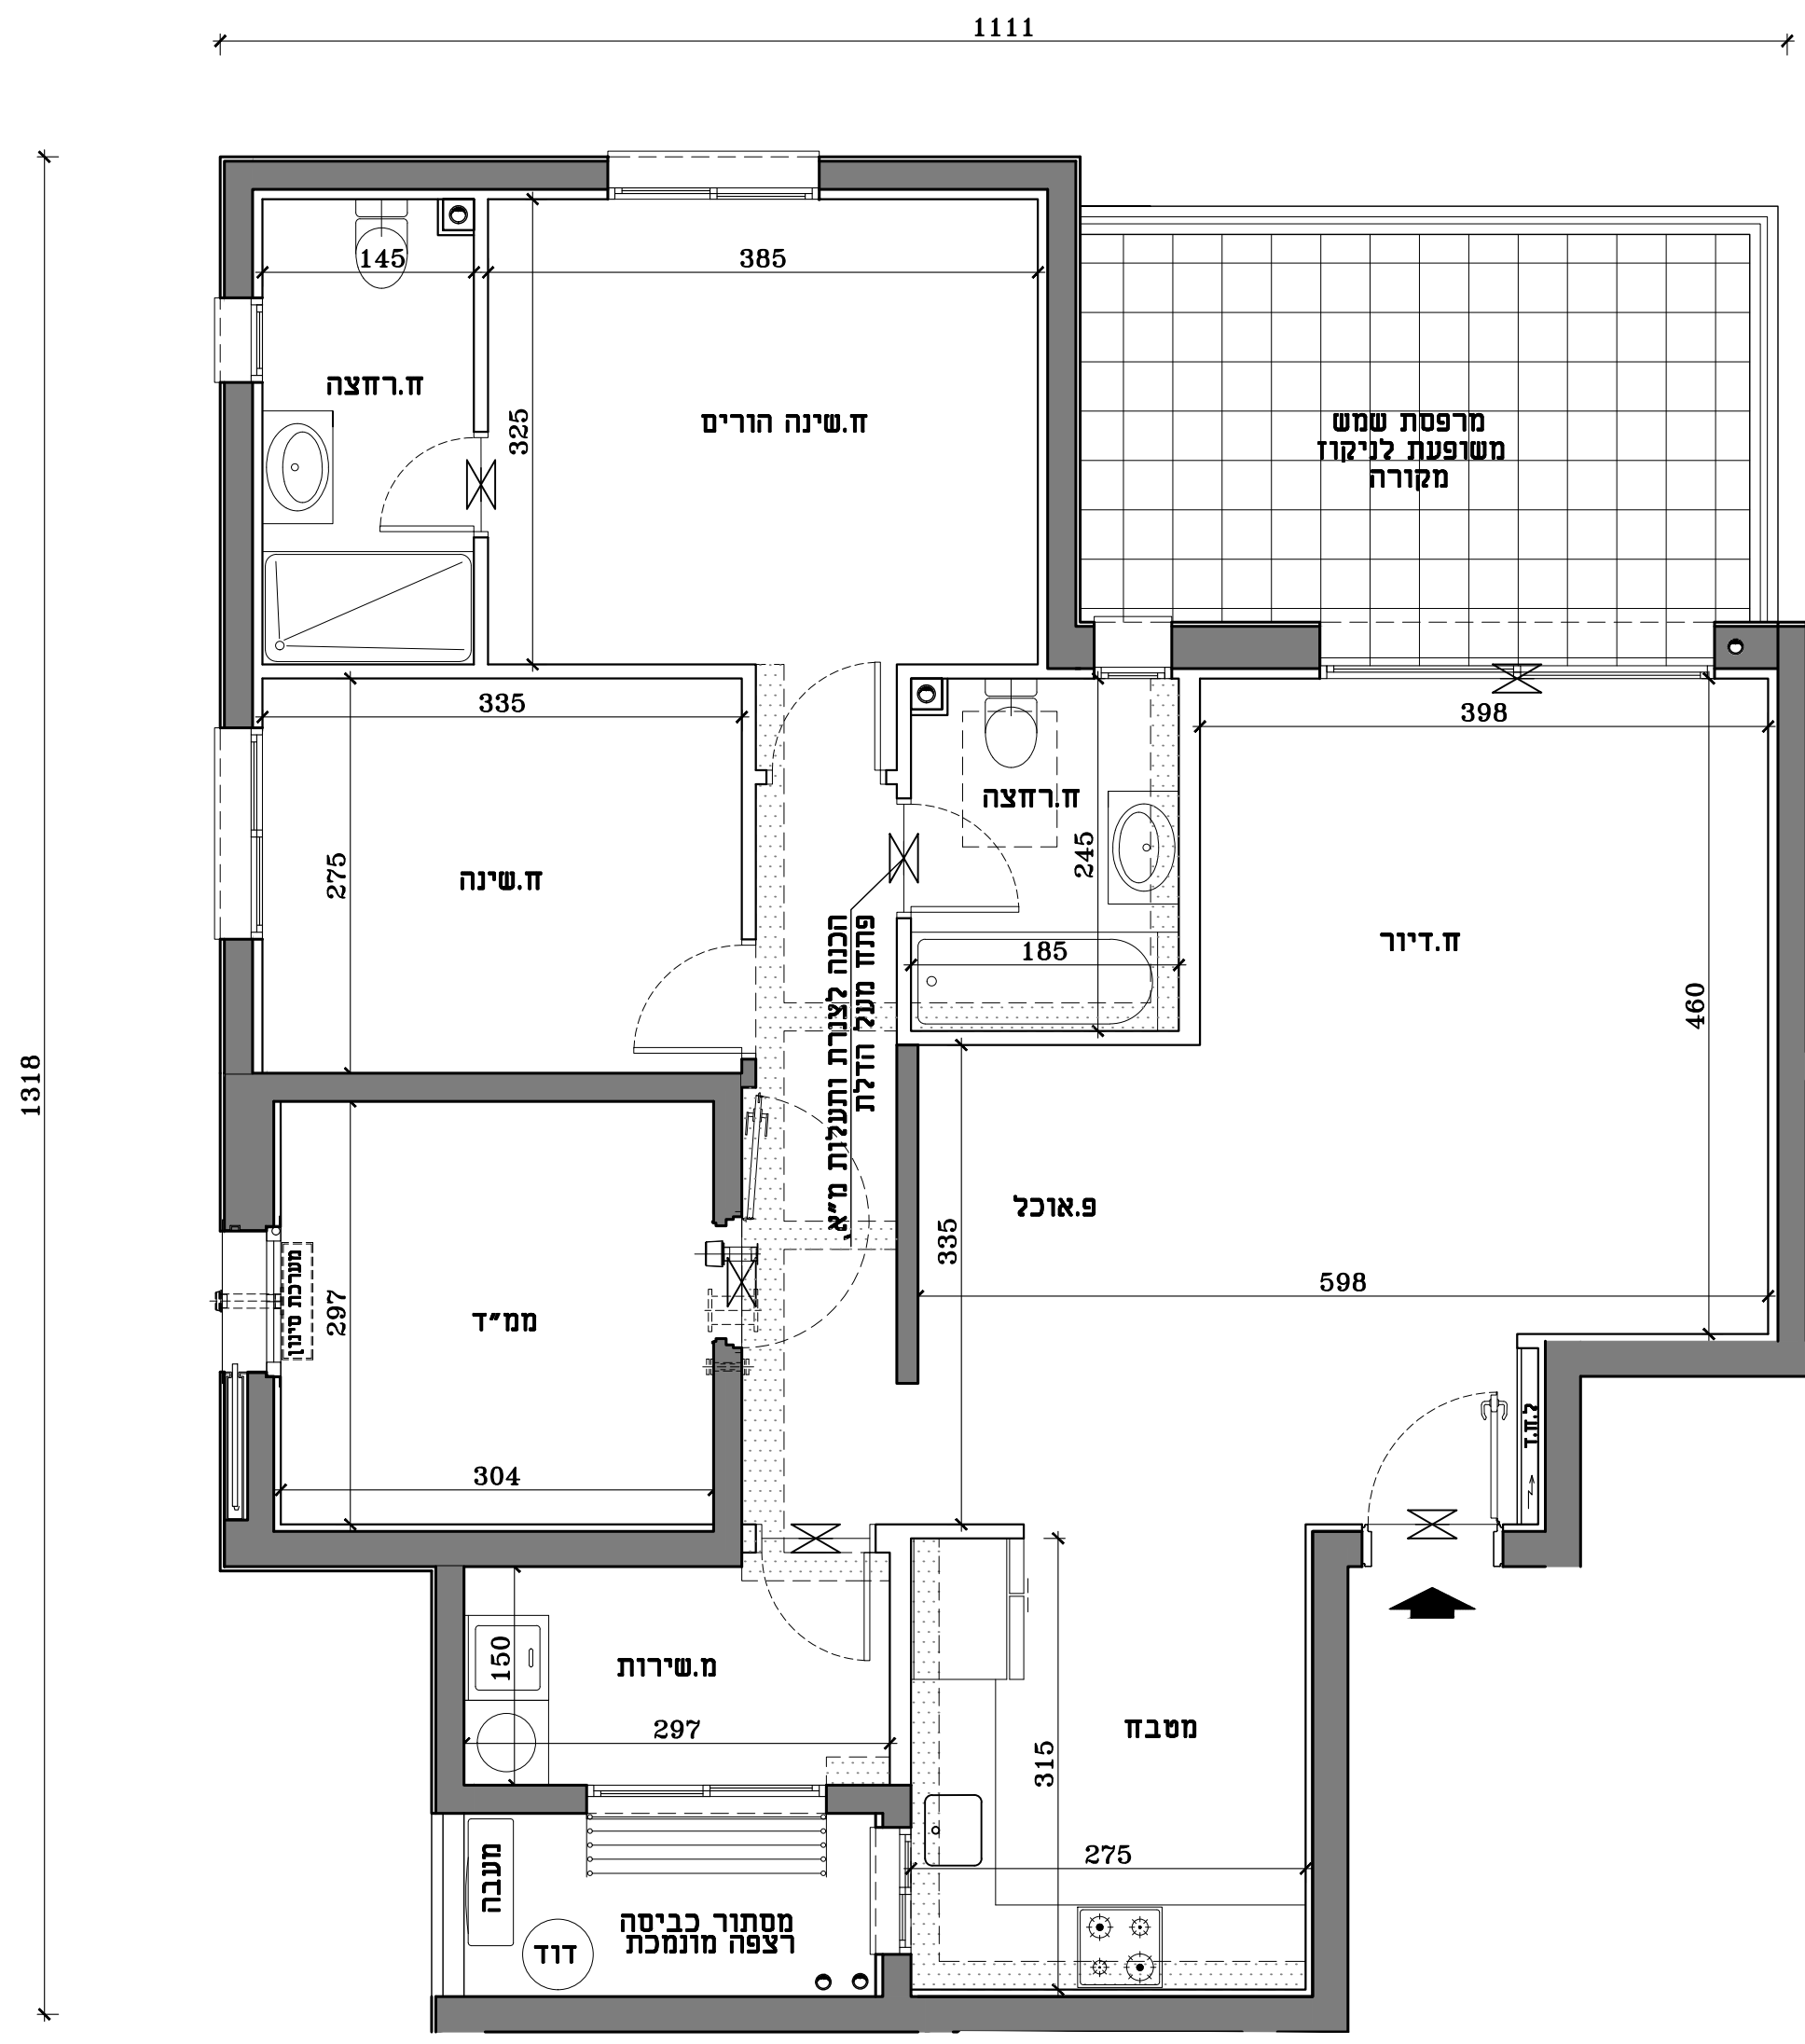 1111
1318
145
385
ח.רחצה
325
ח.שינה הורים
מרפסת שמש
משופעת לניקוז
מקורה
335
398
ח.רחצה
275
245
ח.שינה
הכנה לצנרת ותעלות מ"א,
פתח מעל הדלת
ח.דיור
185
460
פ.אוכל
335
598
מערכת סינון
297
ממ"ד
304
ל.ח.ד
150
מ.שירות
297
מטבח
315
275
מעבה
מסתור כביסה
רצפה מונמכת
דוד